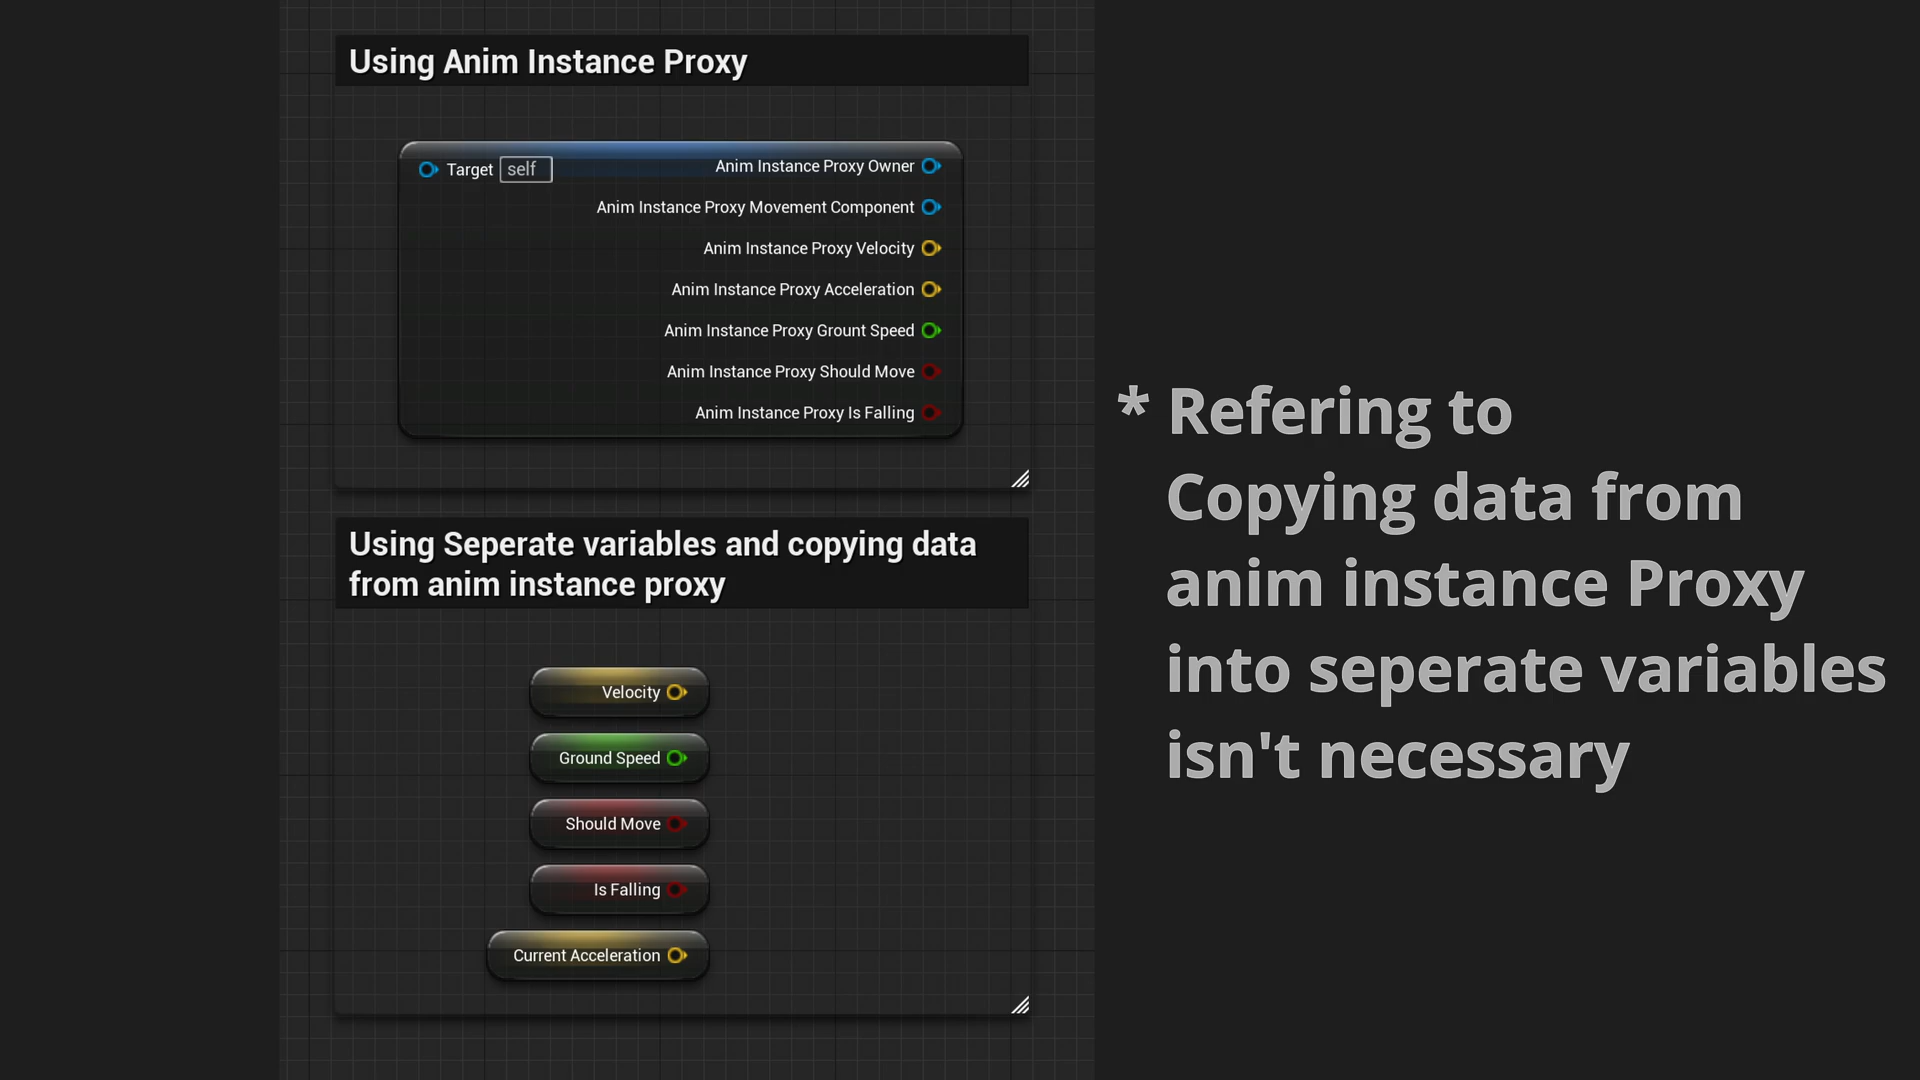 Using Anim Instance Proxy
Target self
Anim Instance Proxy Owner
Anim Instance Proxy Movement Component
Anim Instance Proxy Velocity
Anim Instance Proxy Acceleration
Anim Instance Proxy Grount Speed
Anim Instance Proxy Should Move
Anim Instance Proxy Is Falling
Using Seperate variables and copying data
from anim instance proxy
Velocity
Ground Speed
Should Move
Is Falling
Current Acceleration
* Refering to
Copying data from
anim instance Proxy
into seperate variables
isn't necessary